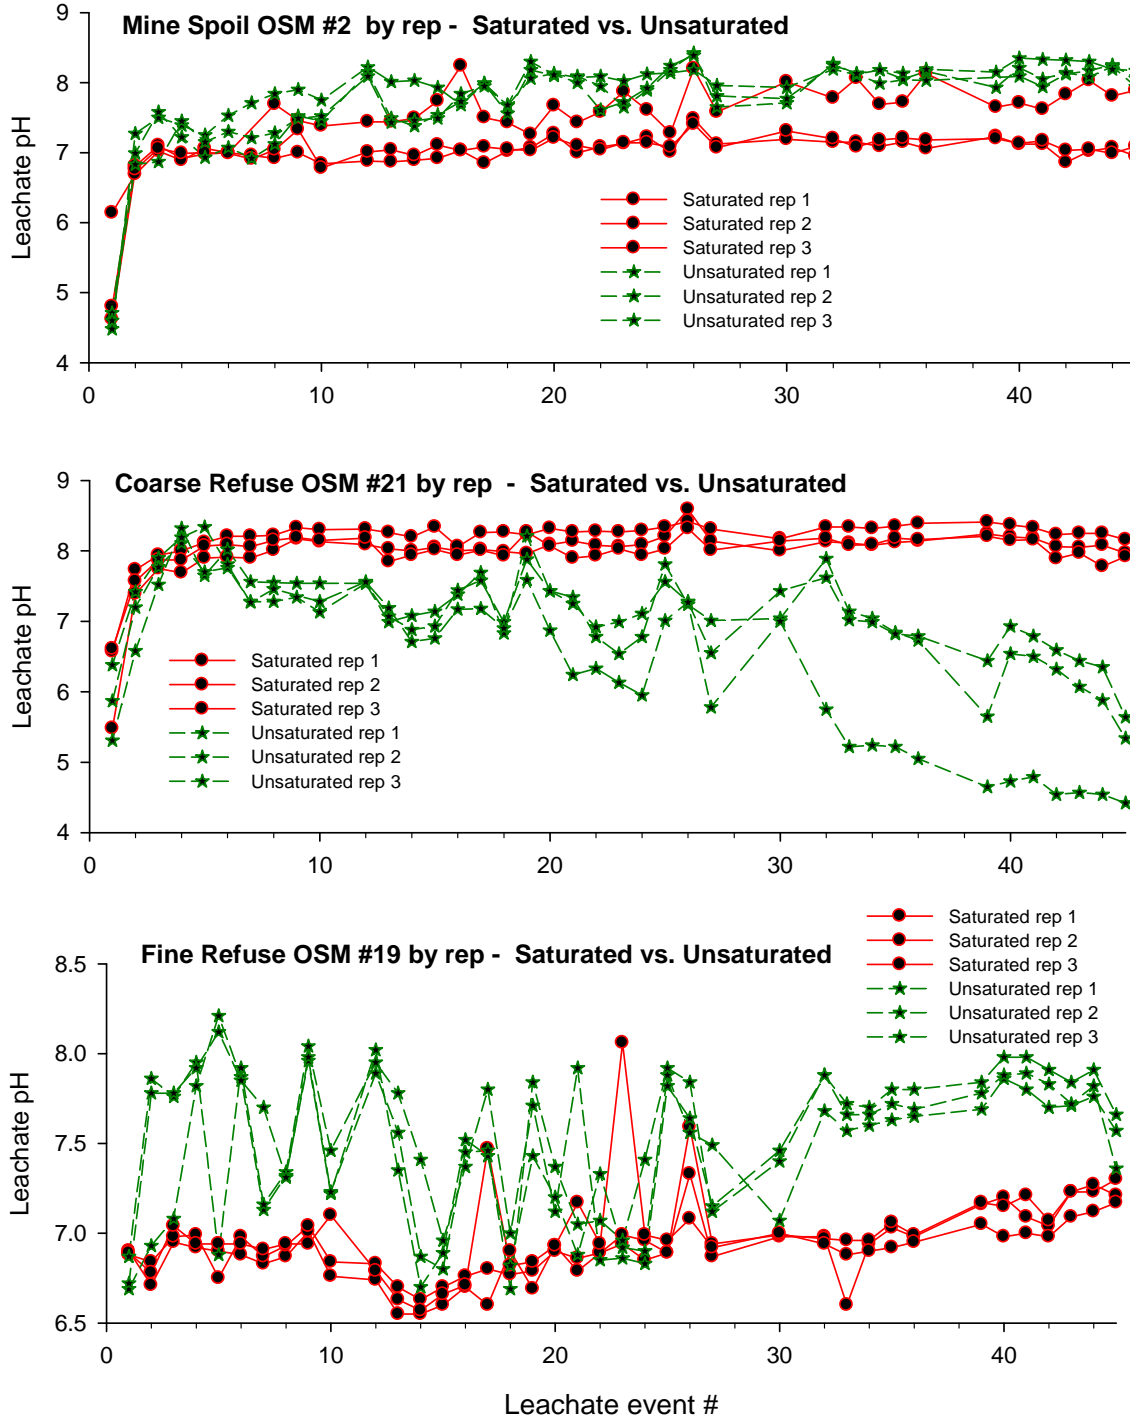 Mine Spoil OSM #2  by rep -  Saturated vs. Unsaturated
9
8
7
6
5
4
Leachate pH
Saturated rep 1
Saturated rep 2
Saturated rep 3
Unsaturated rep 1
Unsaturated rep 2
Unsaturated rep 3
0 10 20 30 40
Coarse Refuse OSM #21 by rep  -  Saturated vs. Unsaturated
9
8
7
6
5
4
Leachate pH
Saturated rep 1
Saturated rep 2
Saturated rep 3
Unsaturated rep 1
Unsaturated rep 2
Unsaturated rep 3
0 10 20 30 40
Fine Refuse OSM #19 by rep -  Saturated vs. Unsaturated
Saturated rep 1
Saturated rep 2
Saturated rep 3
Unsaturated rep 1
Unsaturated rep 2
Unsaturated rep 3
8.5
8.0
7.5
7.0
6.5
Leachate pH
0 10 20 30 40
Leachate event #